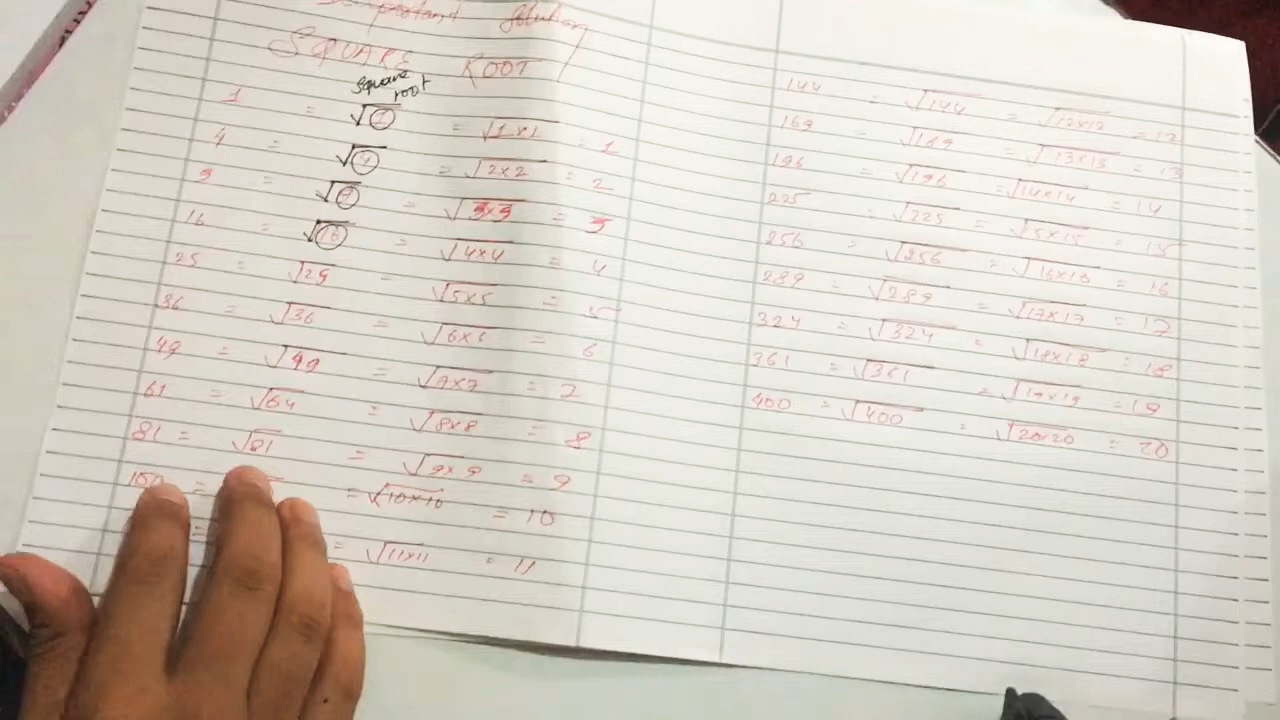 Solution
SQUARE ROOT
square
root
1 = √1 = √1×1 = 1
4 = √4 = √2×2 = 2
9 = √9 = √3×3 = 3
16 = √16 = √4×4 = 4
25 = √25 = √5×5 = 5
36 = √36 = √6×6 = 6
49 = √49 = √7×7 = 7
61 = √64 = √8×8 = 8
81 = √81 = √9×9 = 9
100 = = √10×10 = 10
= = √11×11 = 11
144 = √144 = √12×12 = 12
169 = √169 = √13×13 = 13
196 = √196 = √14×14 = 14
225 = √225 = √15×15 = 15
256 = √256 = √16×16 = 16
289 = √289 = √17×17 = 17
324 = √324 = √18×18 = 18
361 = √361 = √19×19 = 19
400 = √400 = √20×20 = 20